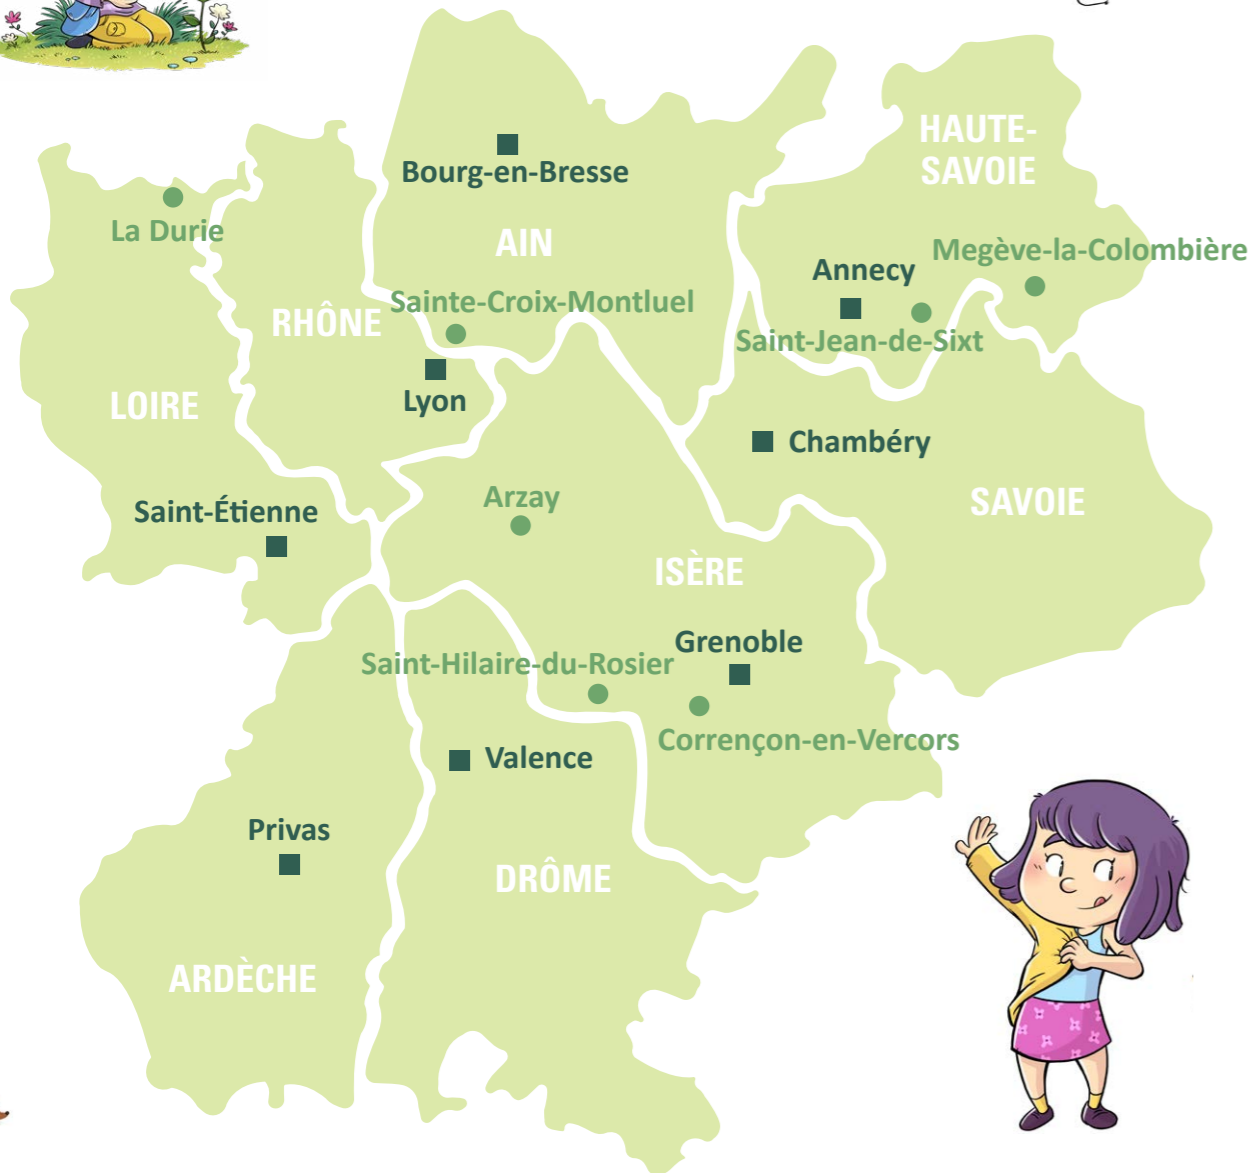 HAUTE-
SAVOIE
Bourg-en-Bresse
La Durie
AIN
Megève-la-Colombière
Annecy
Sainte-Croix-Montluel
RHÔNE
Saint-Jean-de-Sixt
LOIRE
Lyon
Chambéry
Arzay
SAVOIE
Saint-Étienne
ISÈRE
Grenoble
Saint-Hilaire-du-Rosier
Corrençon-en-Vercors
Valence
Privas
DRÔME
ARDÈCHE